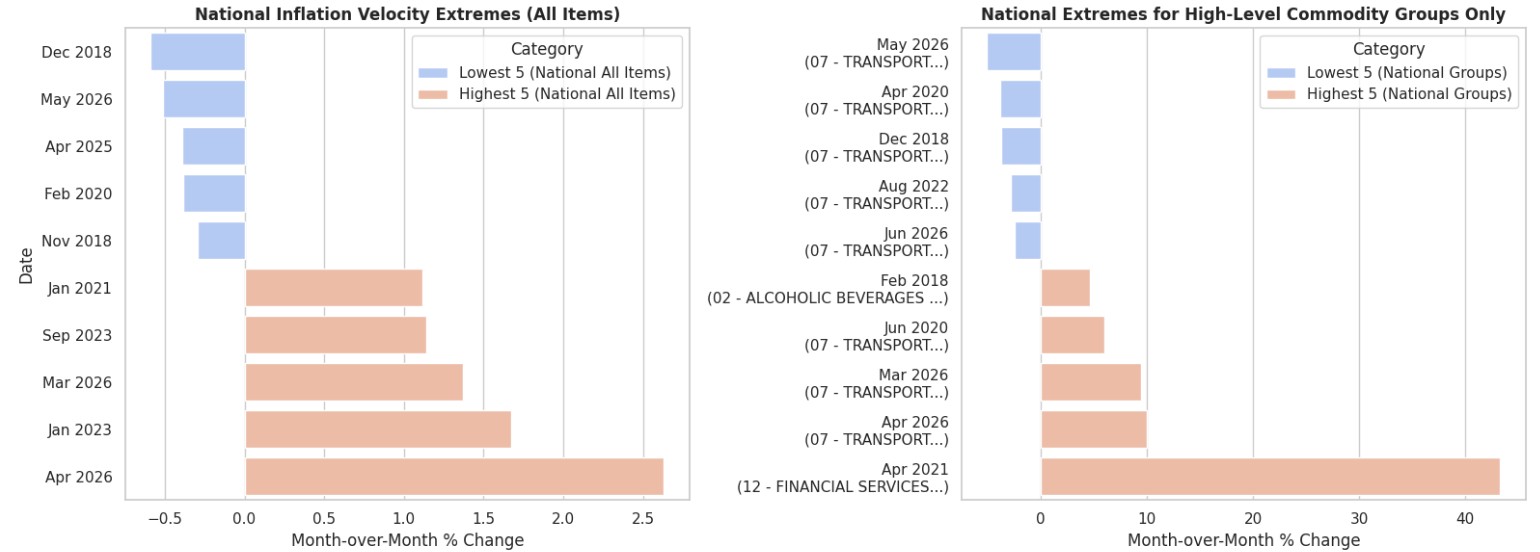 National Inflation Velocity Extremes (All Items)
Date
Dec 2018
May 2026
Apr 2025
Feb 2020
Nov 2018
Jan 2021
Sep 2023
Mar 2026
Jan 2023
Apr 2026
Category
Lowest 5 (National All Items)
Highest 5 (National All Items)
−0.5 0.0 0.5 1.0 1.5 2.0 2.5
Month-over-Month % Change
National Extremes for High-Level Commodity Groups Only
May 2026
(07 - TRANSPORT...)
Apr 2020
(07 - TRANSPORT...)
Dec 2018
(07 - TRANSPORT...)
Aug 2022
(07 - TRANSPORT...)
Jun 2026
(07 - TRANSPORT...)
Feb 2018
(02 - ALCOHOLIC BEVERAGES ...)
Jun 2020
(07 - TRANSPORT...)
Mar 2026
(07 - TRANSPORT...)
Apr 2026
(07 - TRANSPORT...)
Apr 2021
(12 - FINANCIAL SERVICES...)
Category
Lowest 5 (National Groups)
Highest 5 (National Groups)
0 10 20 30 40
Month-over-Month % Change